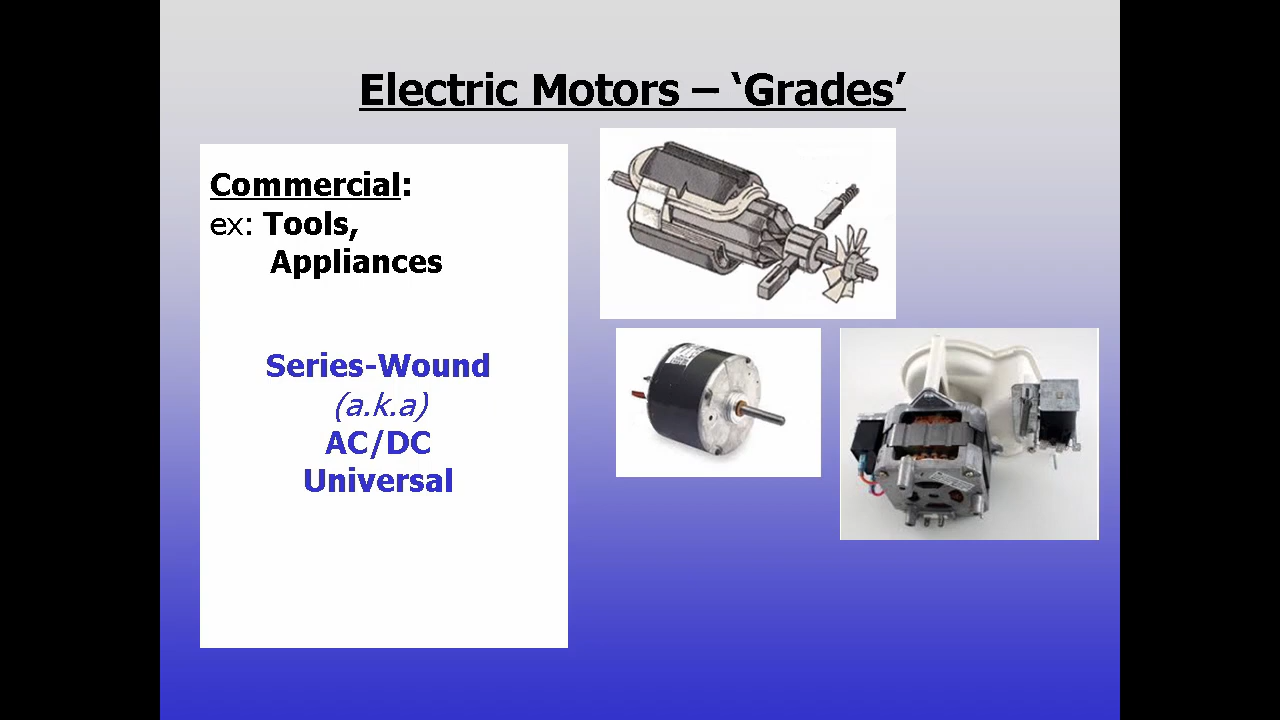 Electric Motors – ‘Grades’
Commercial:
ex: Tools,
Appliances
Series-Wound
(a.k.a)
AC/DC
Universal